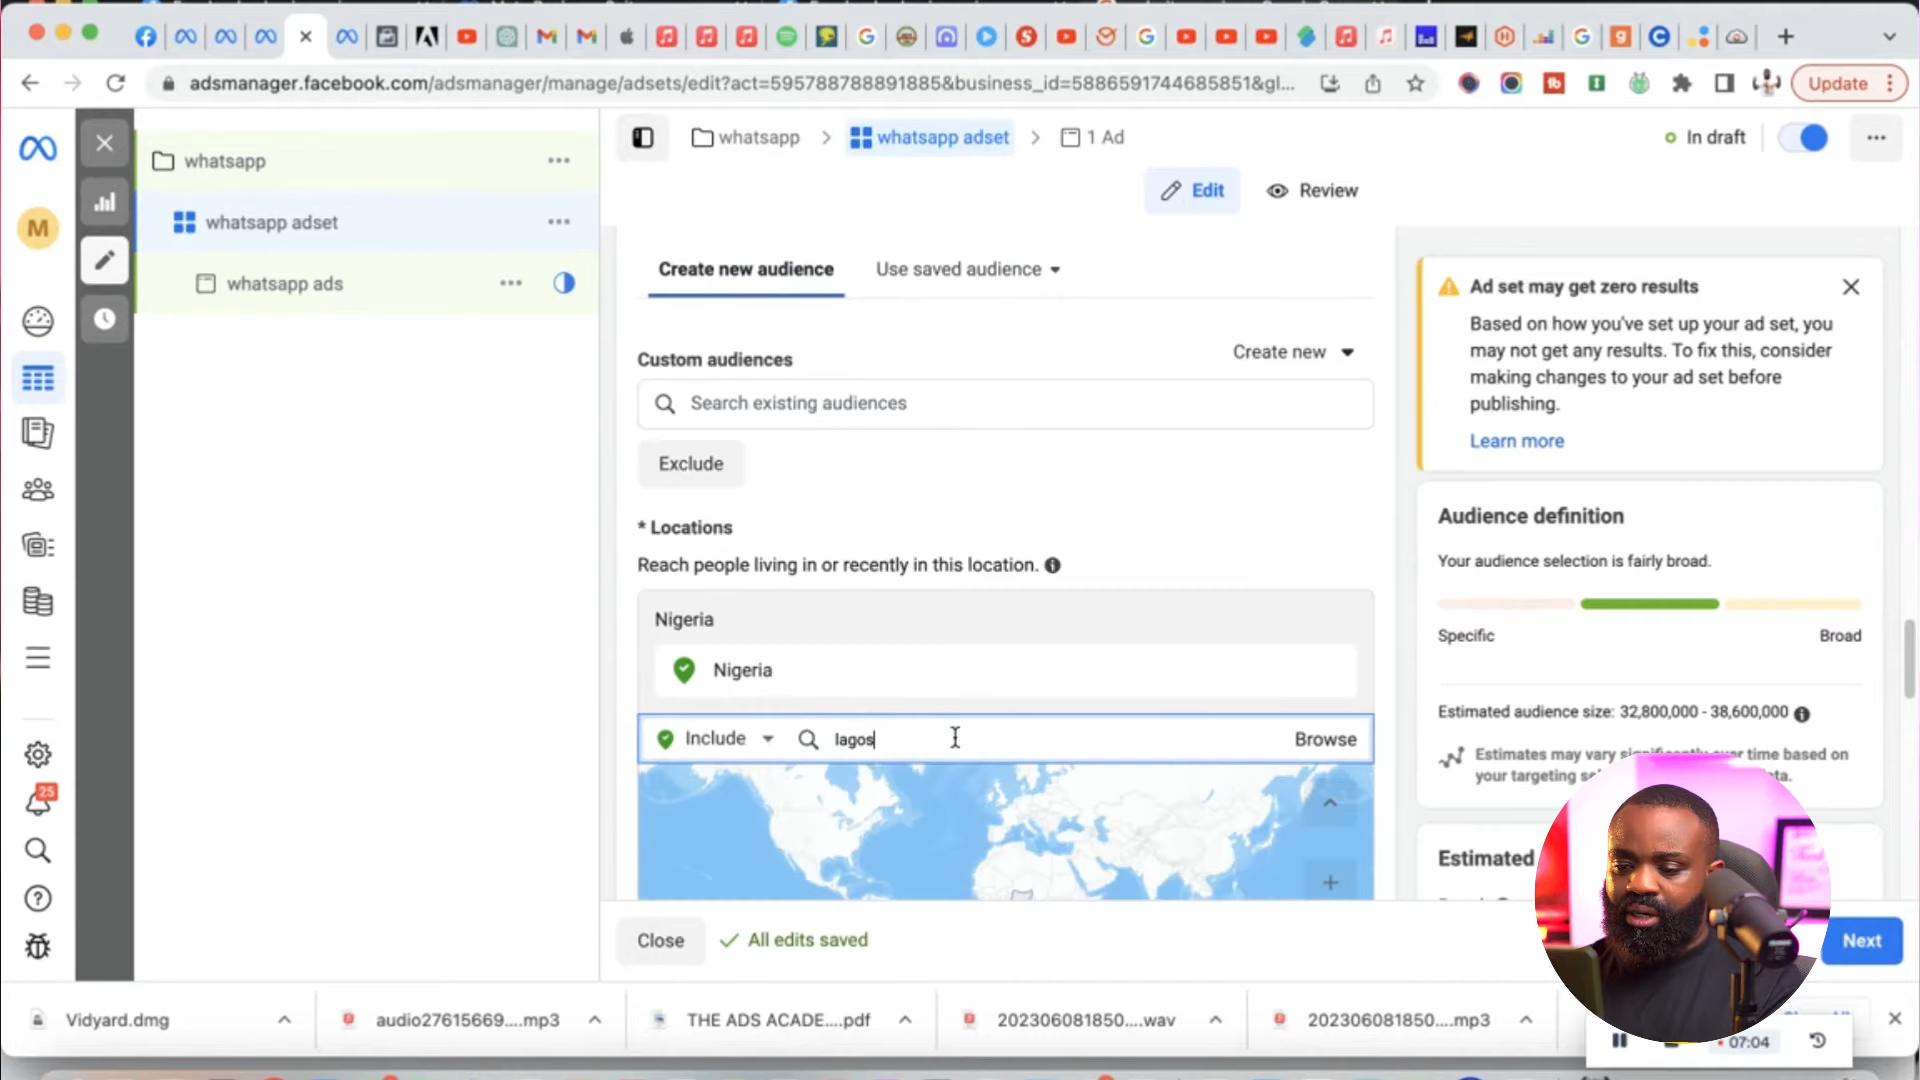 adsmanager.facebook.com/adsmanager/manage/adsets/edit?act=595788788891885&business_id=5886591744685851&gl...
Update
whatsapp
whatsapp adset
1 Ad
In draft
M
whatsapp
whatsapp adset
whatsapp ads
Edit
Review
Create new audience
Use saved audience
Custom audiences
Create new
Search existing audiences
Exclude
* Locations
Reach people living in or recently in this location.
Nigeria
Nigeria
Include
lagos
Browse
Ad set may get zero results
Based on how you've set up your ad set, you
may not get any results. To fix this, consider
making changes to your ad set before
publishing.
Learn more
Audience definition
Your audience selection is fairly broad.
Specific
Broad
Estimated audience size: 32,800,000 - 38,600,000
Estimates may vary significantly over time based on
your targeting
Estimated
25
Close
All edits saved
Next
Vidyard.dmg
audio27615669....mp3
THE ADS ACADE....pdf
202306081850....wav
202306081850....mp3
07:04